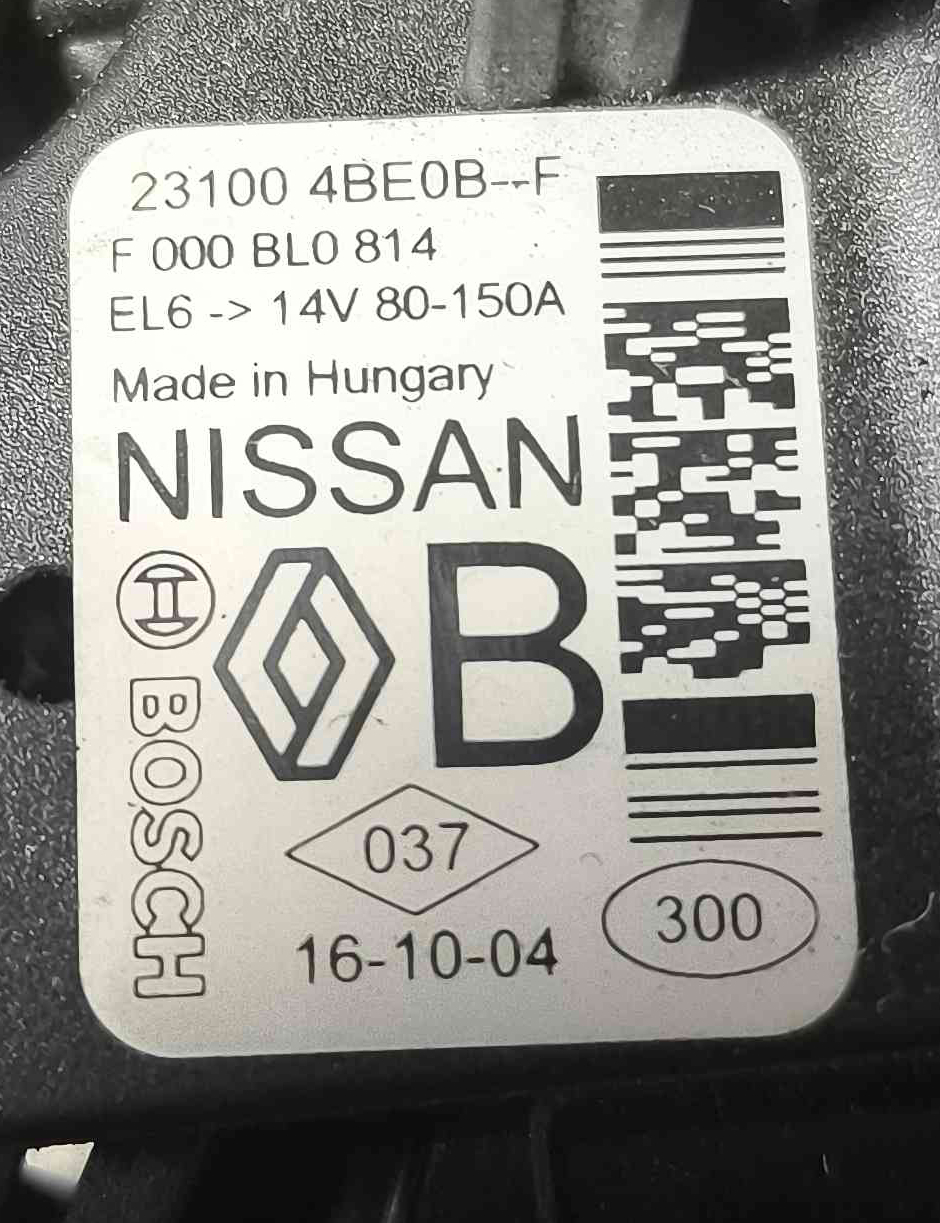 23100 4BE0B--F
F 000 BL0 814
EL6 -> 14V 80-150A
Made in Hungary
NISSAN
B
BOSCH
037
16-10-04
300